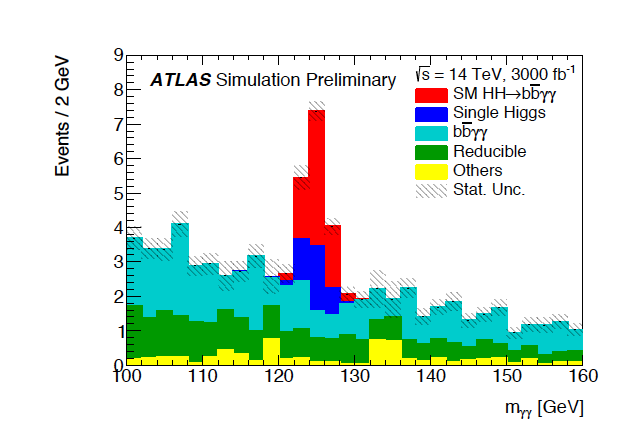 9
8
7
6
5
4
3
2
1
0
Events / 2 GeV
ATLAS Simulation Preliminary
√s = 14 TeV, 3000 fb⁻¹
SM HH→bb̅γγ
Single Higgs
bb̅γγ
Reducible
Others
Stat. Unc.
100 110 120 130 140 150 160
mγγ [GeV]